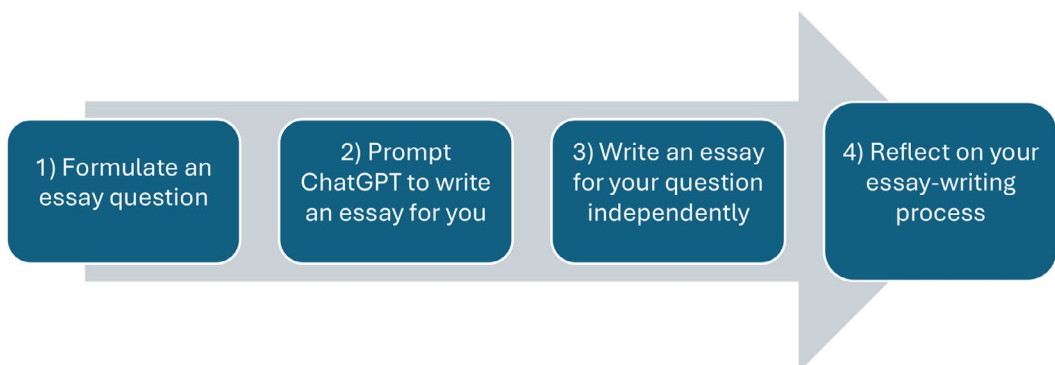 1) Formulate an
essay question
2) Prompt
ChatGPT to write
an essay for you
3) Write an essay
for your question
independently
4) Reflect on your
essay-writing
process